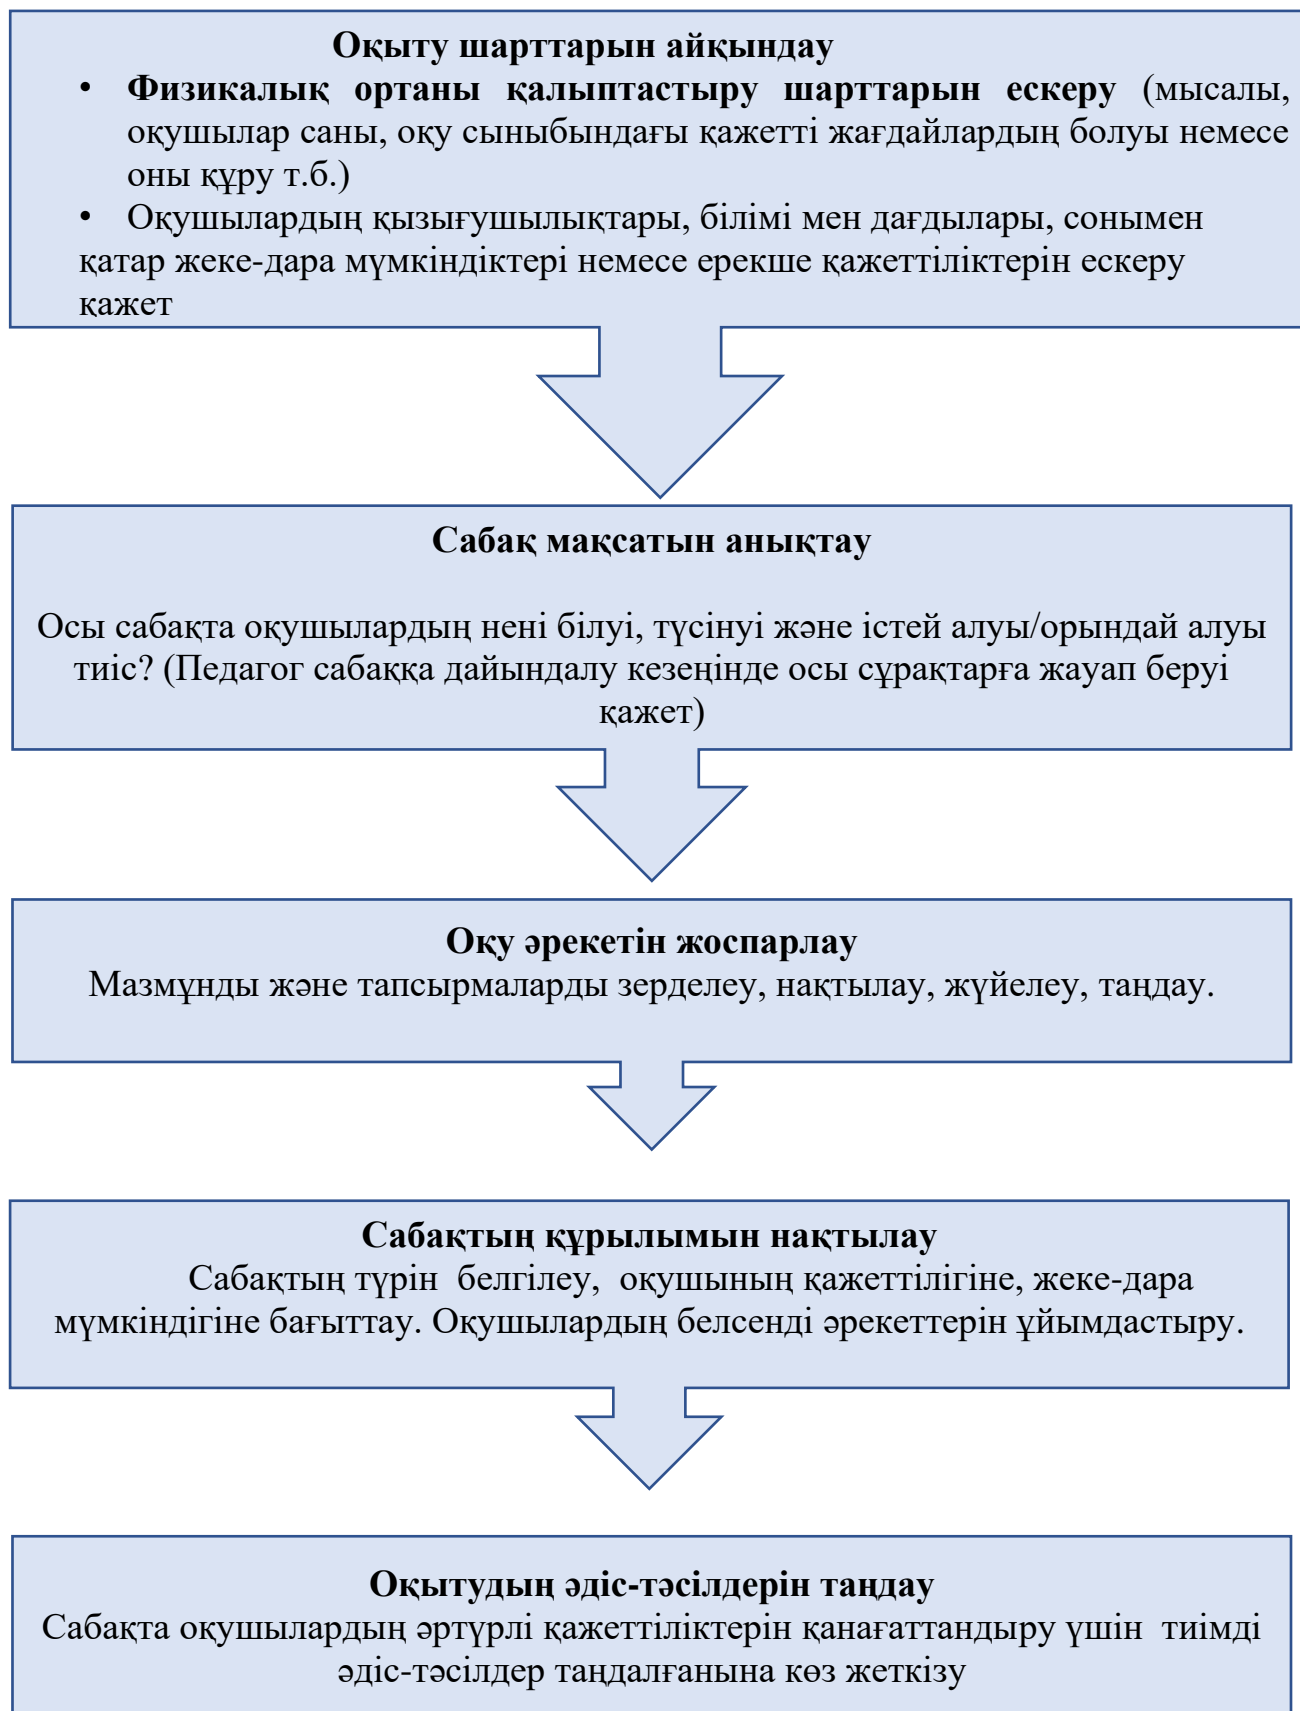 Оқыту шарттарын айқындау
• Физикалық ортаны қалыптастыру шарттарын ескеру (мысалы,
оқушылар саны, оқу сыныбындағы қажетті жағдайлардың болуы немесе
оны құру т.б.)
• Оқушылардың қызығушылықтары, білімі мен дағдылары, сонымен
қатар жеке-дара мүмкіндіктері немесе ерекше қажеттіліктерін ескеру
қажет
Сабақ мақсатын анықтау
Осы сабақта оқушылардың нені білуі, түсінуі және істей алуы/орындай алуы
тиіс? (Педагог сабаққа дайындалу кезеңінде осы сұрақтарға жауап беруі
қажет)
Оқу әрекетін жоспарлау
Мазмұнды және тапсырмаларды зерделеу, нақтылау, жүйелеу, таңдау.
Сабақтың құрылымын нақтылау
Сабақтың түрін белгілеу, оқушының қажеттілігіне, жеке-дара
мүмкіндігіне бағыттау. Оқушылардың белсенді әрекеттерін ұйымдастыру.
Оқытудың әдіс-тәсілдерін таңдау
Сабақта оқушылардың әртүрлі қажеттіліктерін қанағаттандыру үшін тиімді
әдіс-тәсілдер таңдалғанына көз жеткізу